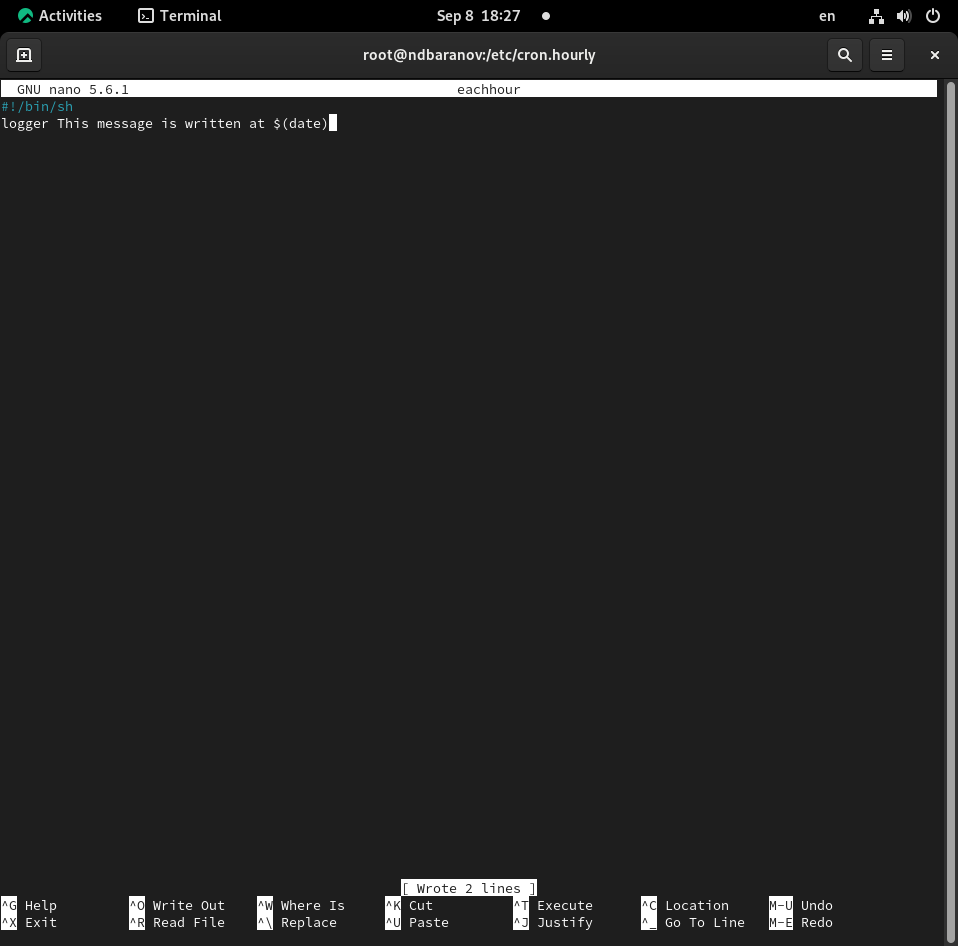 Activities Terminal Sep 8 18:27 en
root@ndbaranov:/etc/cron.hourly
GNU nano 5.6.1 eachhour
#!/bin/sh
logger This message is written at $(date)
[ Wrote 2 lines ]
^G Help ^O Write Out ^W Where Is ^K Cut ^T Execute ^C Location M-U Undo
^X Exit ^R Read File ^\ Replace ^U Paste ^J Justify ^_ Go To Line M-E Redo